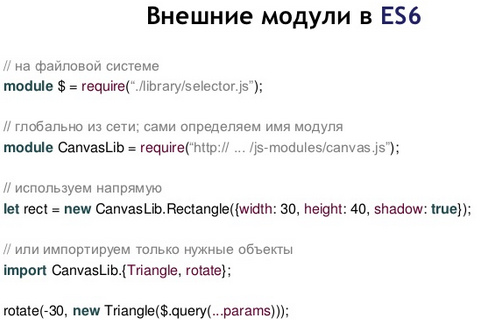 Внешние модули в ES6
// на файловой системе
module $ = require(“./library/selector.js”);
// глобально из сети; сами определяем имя модуля
module CanvasLib = require(“http:// ... /js-modules/canvas.js”);
// используем напрямую
let rect = new CanvasLib.Rectangle({width: 30, height: 40, shadow: true});
// или импортируем только нужные объекты
import CanvasLib.{Triangle, rotate};
rotate(-30, new Triangle($.query(...params)));